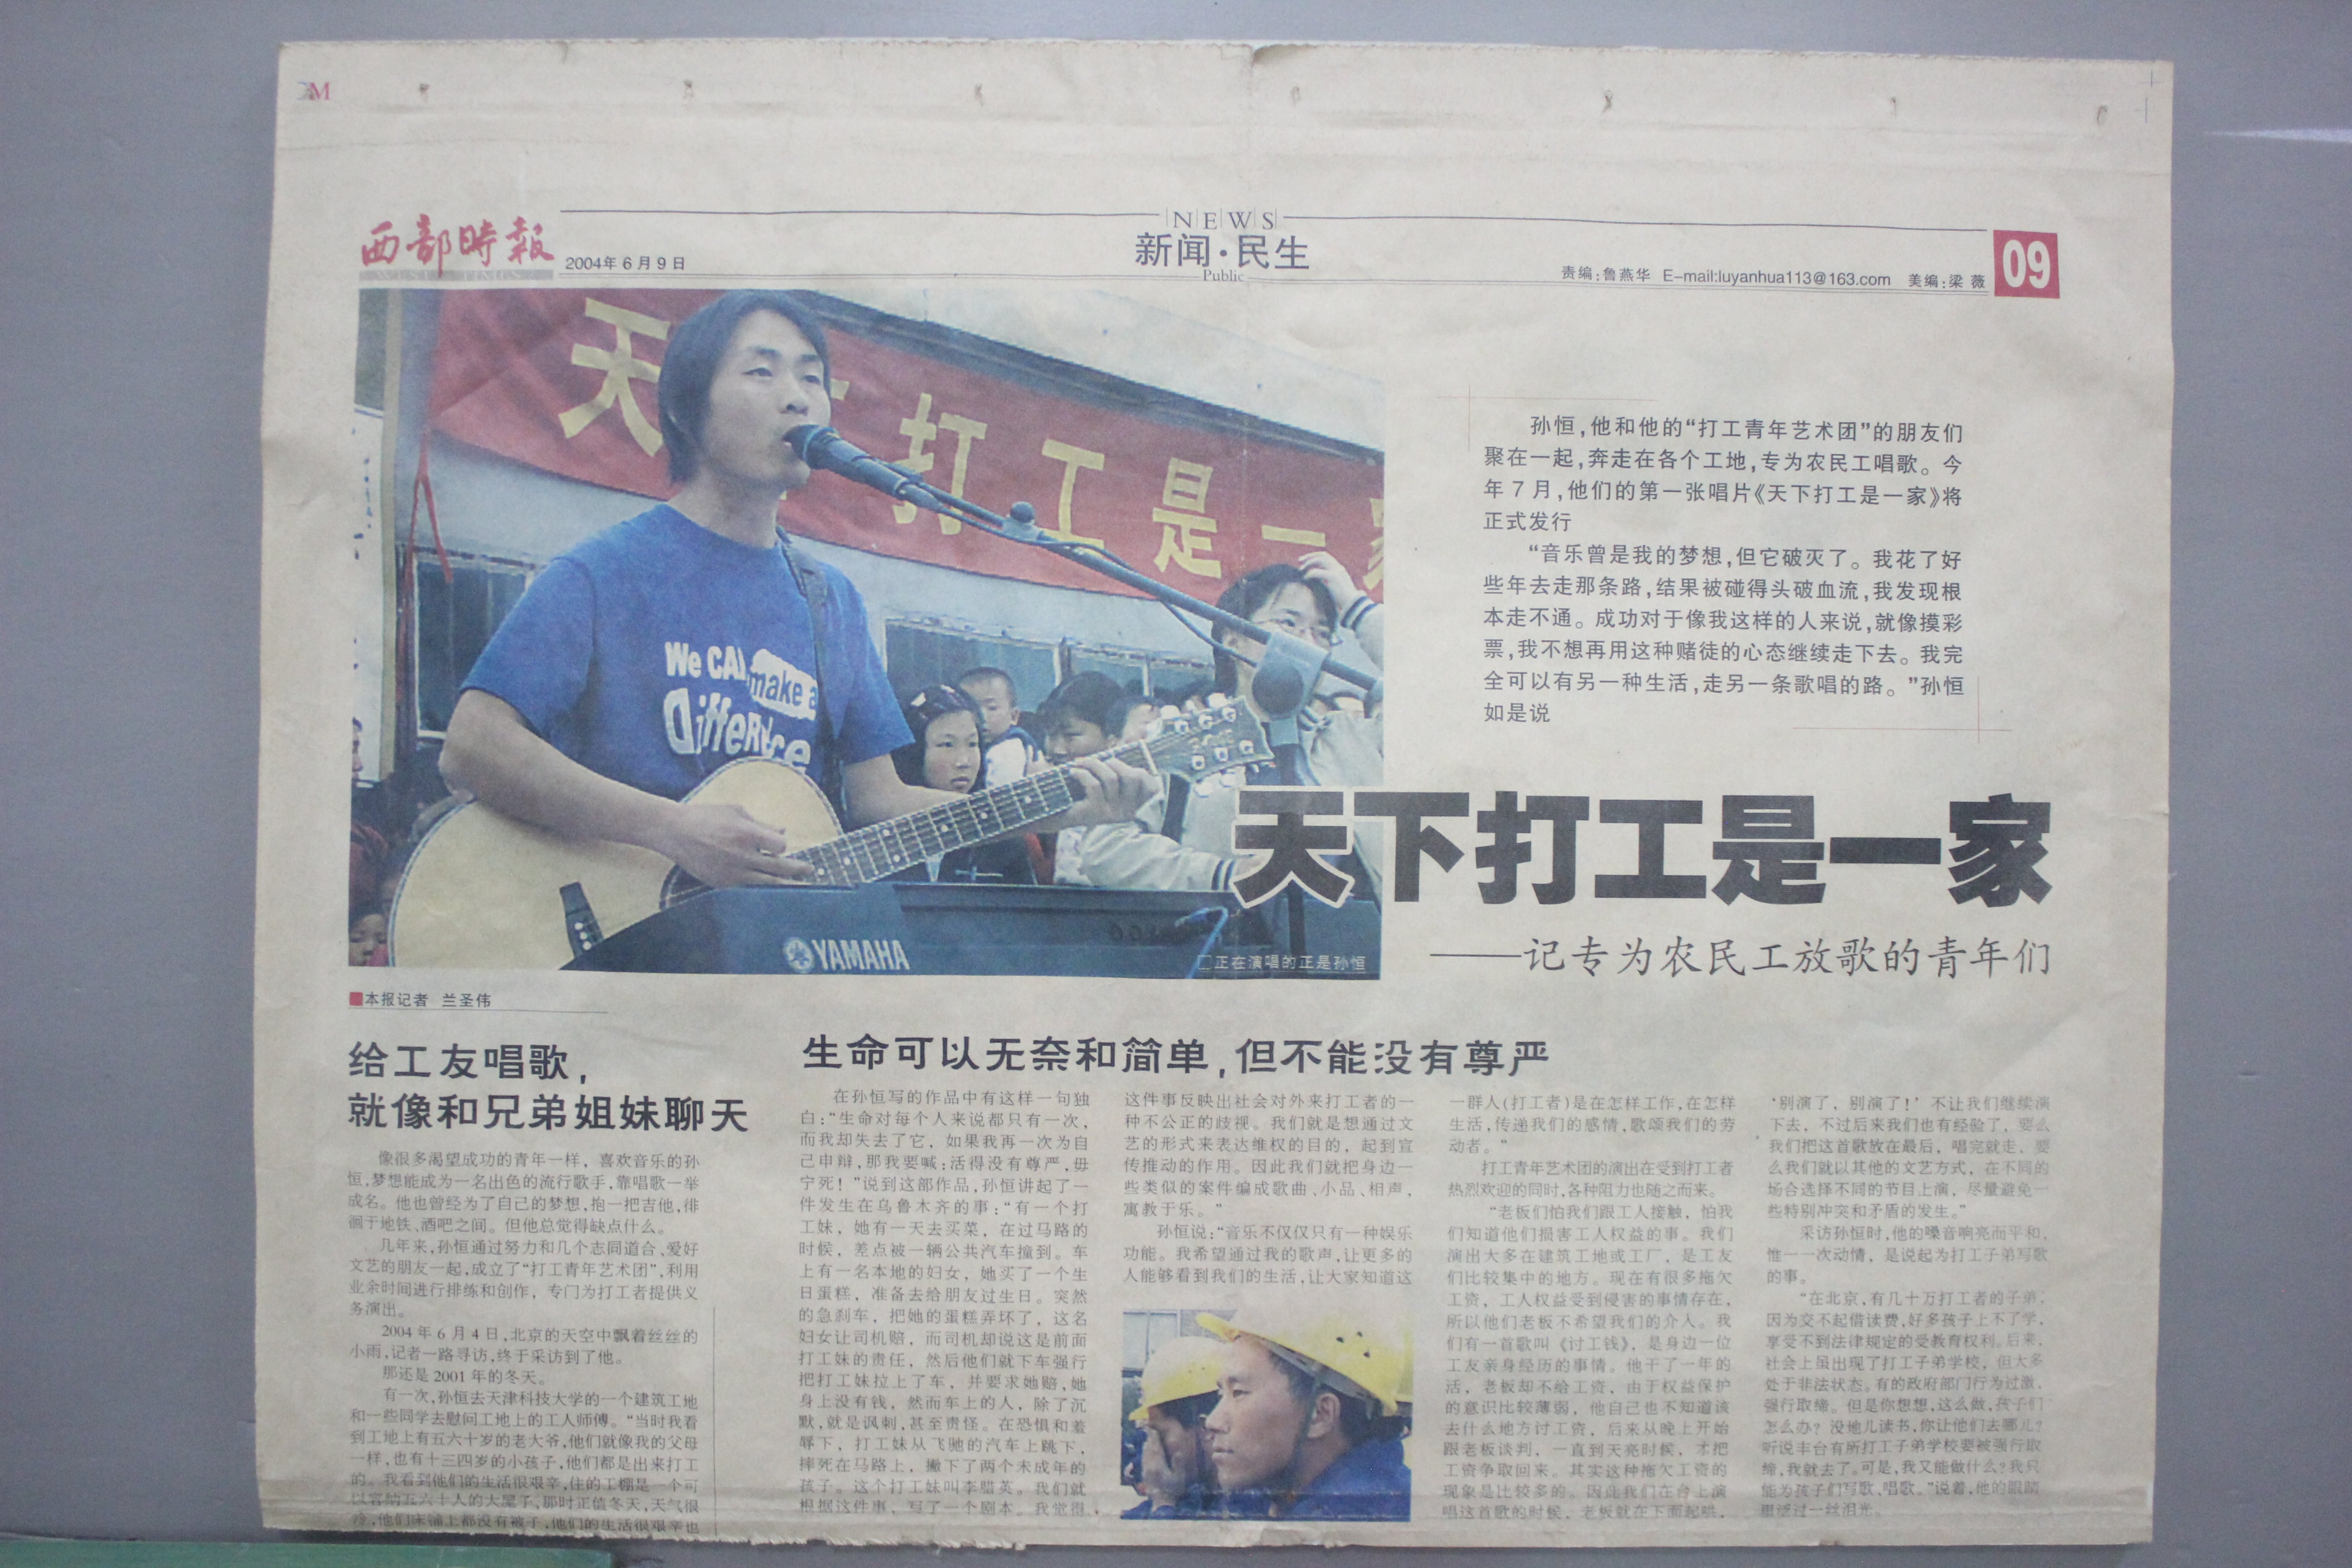 西部時報
WEST TIMES
2004年6月9日
NEWS
新闻·民生
Public
责编:鲁燕华 E-mail:luyanhua113@163.com 美编:梁 薇
09
天 打工是一家
We CAN make a
Difference
YAMAHA
□正在演唱的正是孙恒
孙恒,他和他的“打工青年艺术团”的朋友们
聚在一起,奔走在各个工地,专为农民工唱歌。今
年7月,他们的第一张唱片《天下打工是一家》将
正式发行
“音乐曾是我的梦想,但它破灭了。我花了好
些年去走那条路,结果被碰得头破血流,我发现根
本走不通。成功对于像我这样的人来说,就像摸彩
票,我不想再用这种赌徒的心态继续走下去。我完
全可以有另一种生活,走另一条歌唱的路。”孙恒
如是说
天下打工是一家
——记专为农民工放歌的青年们
■本报记者 兰圣伟
给工友唱歌,
就像和兄弟姐妹聊天
像很多渴望成功的青年一样，喜欢音乐的孙
恒,梦想能成为一名出色的流行歌手,靠唱歌一举
成名。他也曾经为了自己的梦想,抱一把吉他,徘
徊于地铁、酒吧之间。但他总觉得缺点什么。
几年来,孙恒通过努力和几个志同道合、爱好
文艺的朋友一起,成立了“打工青年艺术团”,利用
业余时间进行排练和创作，专门为打工者提供义
务演出。
2004年6月4日,北京的天空中飘着丝丝的
小雨,记者一路寻访,终于采访到了他。
那还是2001年的冬天。
有一次,孙恒去天津科技大学的一个建筑工地
和一些同学去慰问工地上的工人师傅。“当时我看
到工地上有五六十岁的老大爷,他们就像我的父母
一样,也有十三四岁的小孩子,他们都是出来打工
的。我看到他们的生活很艰辛,住的工棚是一个可
以容纳五六十人的大屋子,那时正值冬天,天气很
冷,他们床铺上都没有被子,他们的生活很艰辛也
生命可以无奈和简单,但不能没有尊严
在孙恒写的作品中有这样一句独
白:“生命对每个人来说都只有一次，
而我却失去了它，如果我再一次为自
己申辩,那我要喊:活得没有尊严,毋
宁死！”说到这部作品,孙恒讲起了一
件发生在乌鲁木齐的事:“有一个打
工妹，她有一天去买菜，在过马路的
时候，差点被一辆公共汽车撞到。车
上有一名本地的妇女，她买了一个生
日蛋糕，准备去给朋友过生日。突然
的急刹车，把她的蛋糕弄坏了，这名
妇女让司机赔，而司机却说这是前面
打工妹的责任，然后他们就下车强行
把打工妹拉上了车，并要求她赔,她
身上没有钱，然而车上的人，除了沉
默,就是讽刺,甚至责怪。在恐惧和羞
辱下，打工妹从飞驰的汽车上跳下，
摔死在马路上，撇下了两个未成年的
孩子。这个打工妹叫李腊英。我们就
根据这件事，写了一个剧本。我觉得，
这件事反映出社会对外来打工者的一
种不公正的歧视。我们就是想通过文
艺的形式来表达维权的目的，起到宣
传推动的作用。因此我们就把身边一
些类似的案件编成歌曲、小品、相声，
寓教于乐。”
孙恒说:“音乐不仅仅只有一种娱乐
功能。我希望通过我的歌声,让更多的
人能够看到我们的生活,让大家知道这
一群人(打工者)是在怎样工作,在怎样
生活,传递我们的感情,歌颂我们的劳
动者。”
打工青年艺术团的演出在受到打工者
热烈欢迎的同时,各种阻力也随之而来。
“老板们怕我们跟工人接触，怕我
们知道他们损害工人权益的事。我们
演出大多在建筑工地或工厂，是工友
们比较集中的地方。现在有很多拖欠
工资，工人权益受到侵害的事情存在，
所以他们老板不希望我们的介入。我
们有一首歌叫《讨工钱》，是身边一位
工友亲身经历的事情。他干了一年的
活，老板却不给工资，由于权益保护
的意识比较薄弱，他自己也不知道该
去什么地方讨工资，后来从晚上开始
跟老板谈判，一直到天亮时候，才把
工资争取回来。其实这种拖欠工资的
现象是比较多的。因此我们在台上演
唱这首歌的时候，老板就在下面起哄，
‘别演了，别演了！’不让我们继续演
下去，不过后来我们也有经验了，要么
我们把这首歌放在最后，唱完就走，要
么我们就以其他的文艺方式，在不同的
场合选择不同的节目上演，尽量避免一
些特别冲突和矛盾的发生。”
采访孙恒时,他的嗓音响亮而平和，
惟一一次动情，是说起为打工子弟写歌
的事。
“在北京,有几十万打工者的子弟，
因为交不起借读费,好多孩子上不了学，
享受不到法律规定的受教育权利。后来，
社会上虽出现了打工子弟学校，但大多
处于非法状态。有的政府部门行为过激，
强行取缔。但是你想想,这么做,孩子们
怎么办？没地儿读书,你让他们去哪儿？
听说丰台有所打工子弟学校要被强行取
缔,我就去了。可是,我又能做什么?我只
能为孩子们写歌、唱歌。”说着,他的眼睛
里泛过一丝泪光。